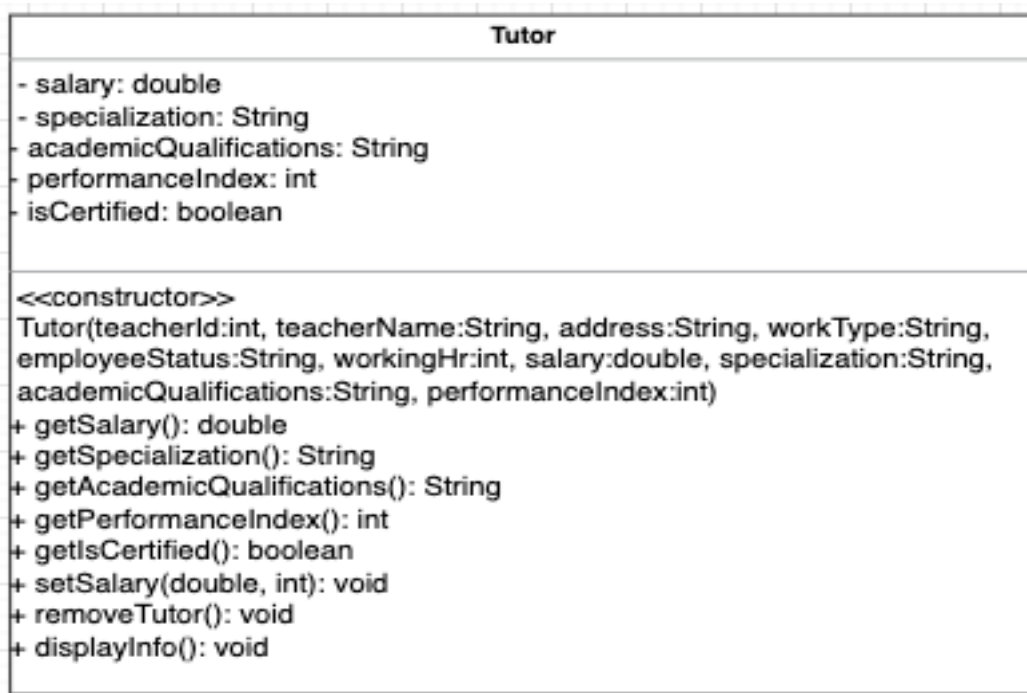 Tutor
- salary: double
- specialization: String
- academicQualifications: String
- performanceIndex: int
- isCertified: boolean
<<constructor>>
Tutor(teacherId:int, teacherName:String, address:String, workType:String,
employeeStatus:String, workingHr:int, salary:double, specialization:String,
academicQualifications:String, performanceIndex:int)
+ getSalary(): double
+ getSpecialization(): String
+ getAcademicQualifications(): String
+ getPerformanceIndex(): int
+ getIsCertified(): boolean
+ setSalary(double, int): void
+ removeTutor(): void
+ displayInfo(): void